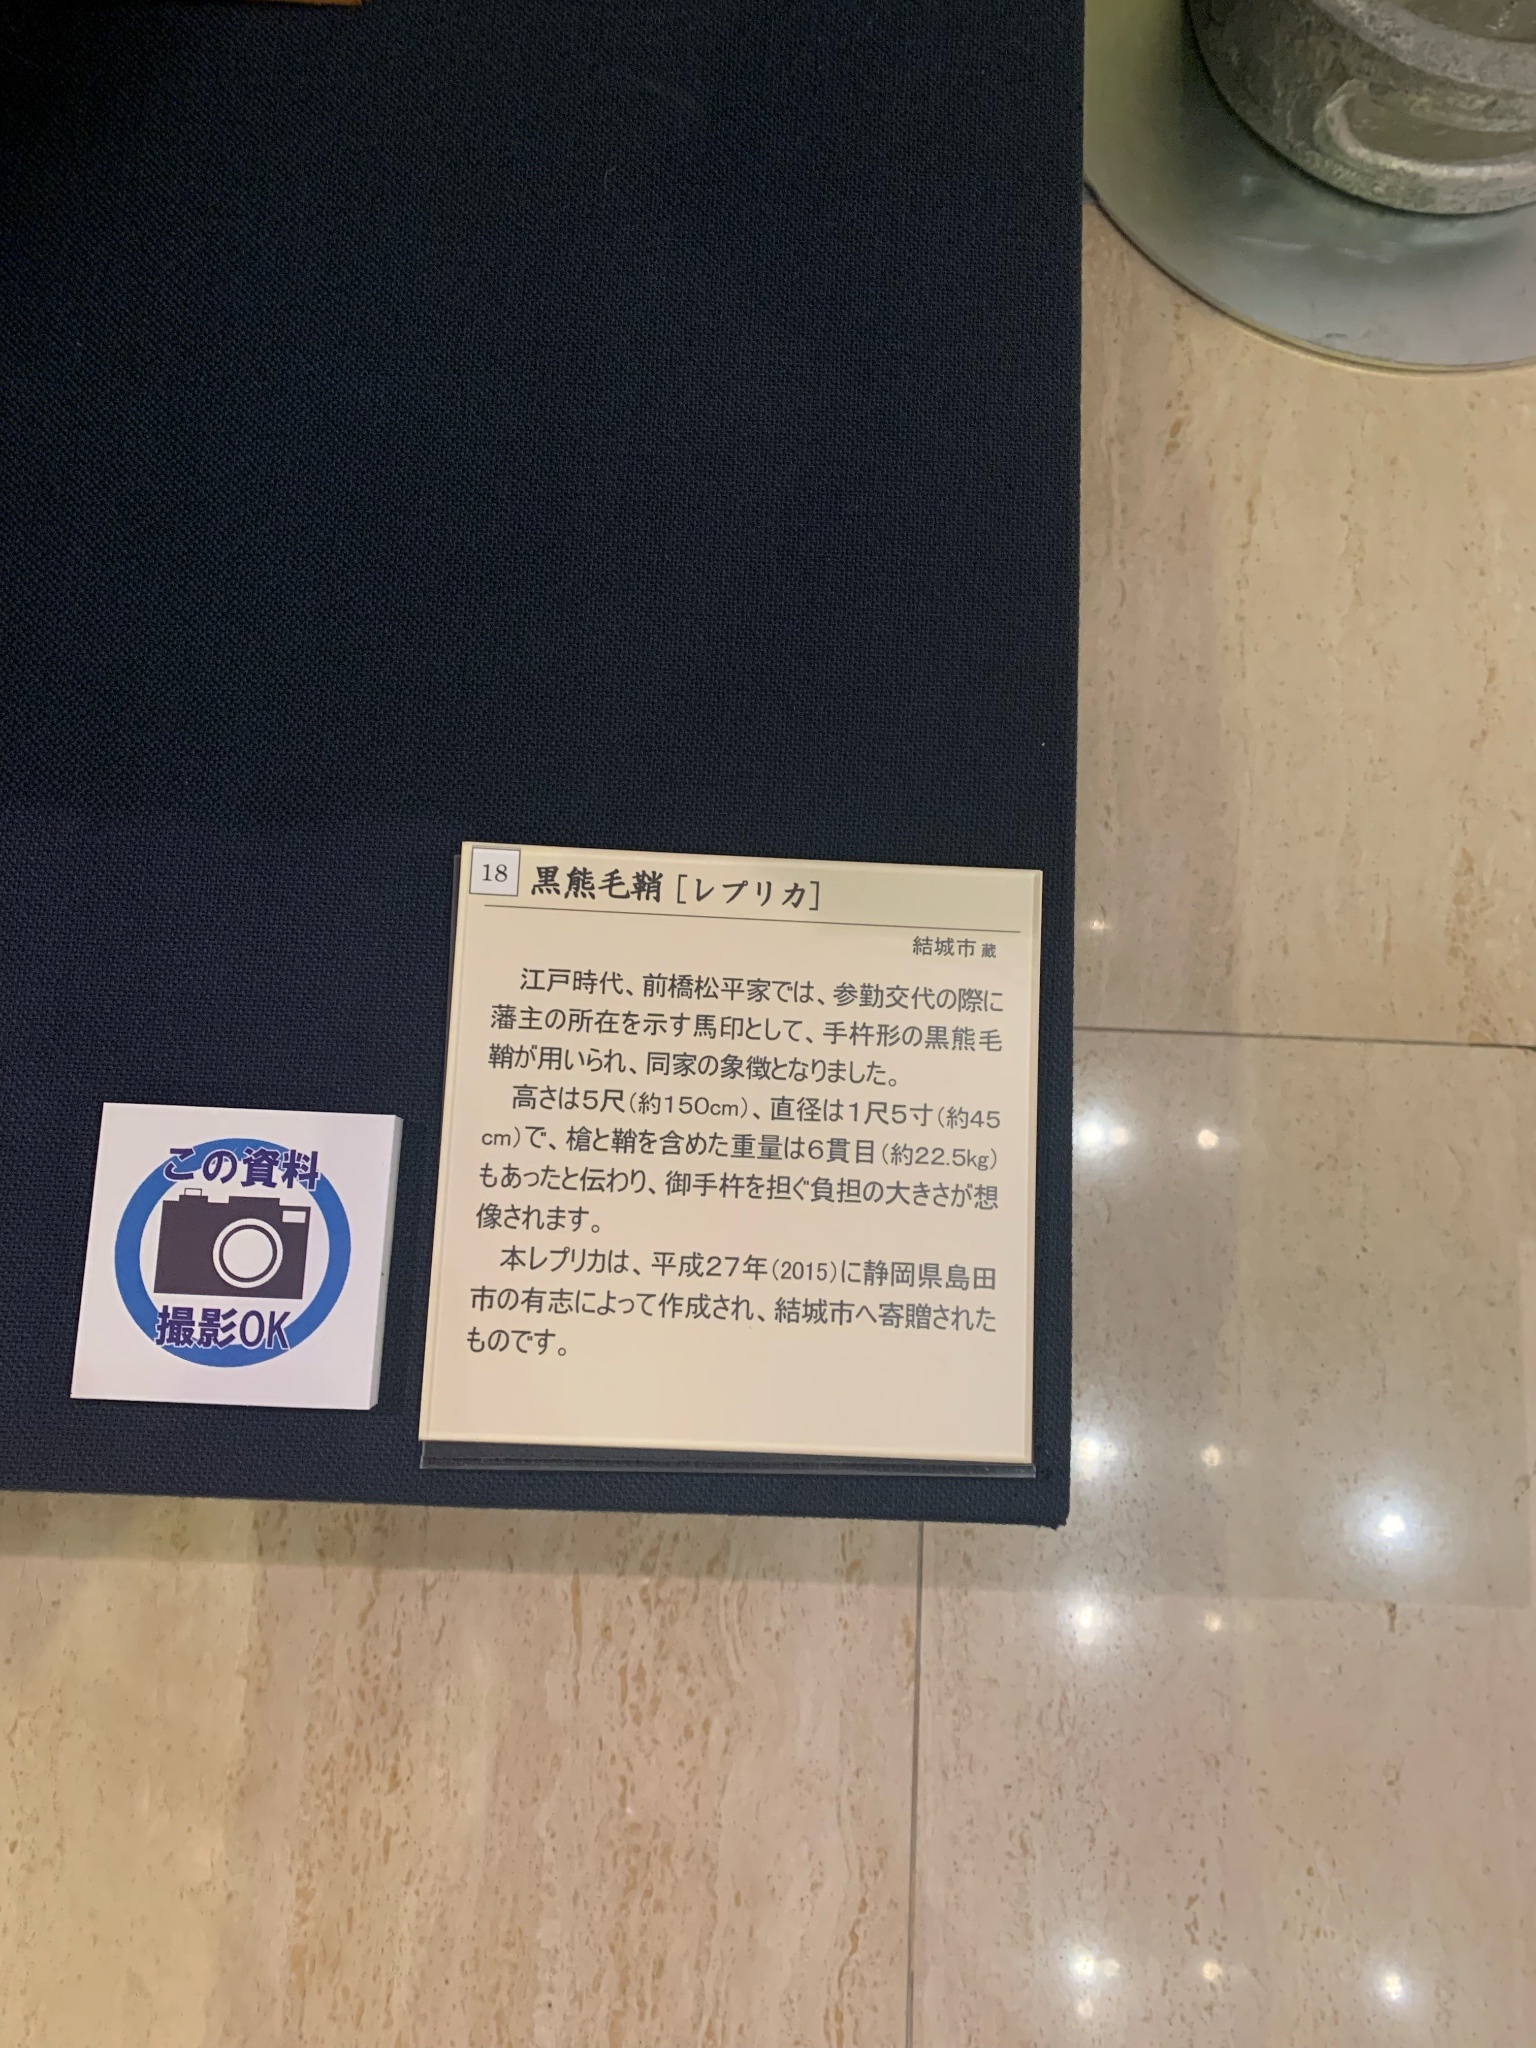 18 黒熊毛鞘[レプリカ]
結城市 蔵
江戸時代、前橋松平家では、参勤交代の際に
藩主の所在を示す馬印として、手杵形の黒熊毛
鞘が用いられ、同家の象徴となりました。
高さは5尺(約150cm)、直径は1尺5寸(約45
cm)で、槍と鞘を含めた重量は6貫目(約22.5kg)
もあったと伝わり、御手杵を担ぐ負担の大きさが想
像されます。
本レプリカは、平成27年(2015)に静岡県島田
市の有志によって作成され、結城市へ寄贈された
ものです。
この資料
撮影OK